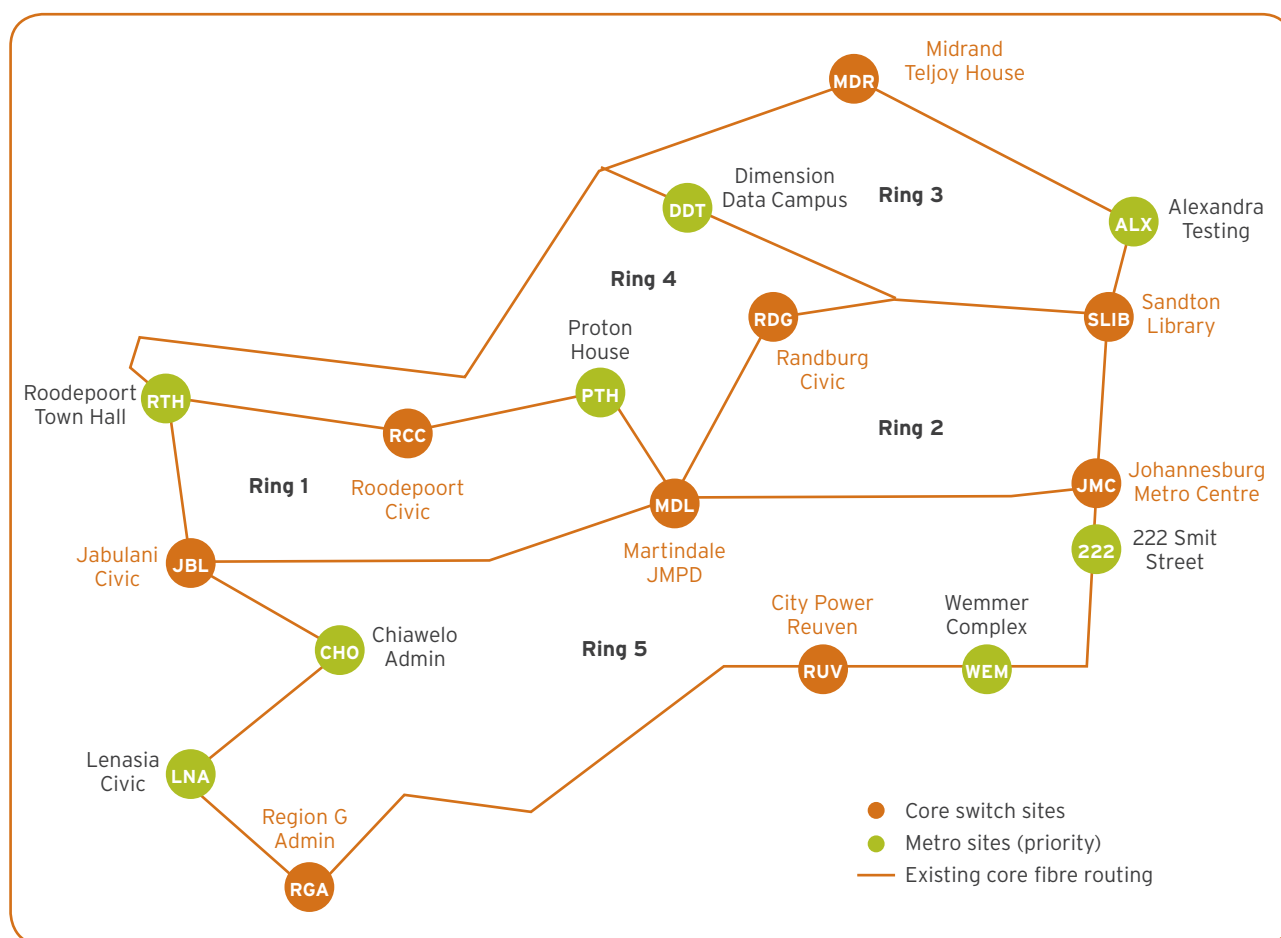 Midrand
Teljoy House
MDR
Dimension
Data Campus
DDT
Ring 3
ALX
Alexandra
Testing
Ring 4
RDG
Randburg
Civic
SLIB
Sandton
Library
Proton
House
PTH
Roodepoort
Town Hall
RTH
RCC
Roodepoort
Civic
Ring 2
Ring 1
MDL
Martindale
JMPD
JMC
Johannesburg
Metro Centre
222
222 Smit
Street
Jabulani
Civic
JBL
City Power
Reuven
RUV
Wemmer
Complex
WEM
CHO
Chiawelo
Admin
Ring 5
Lenasia
Civic
LNA
Region G
Admin
RGA
Core switch sites
Metro sites (priority)
Existing core fibre routing